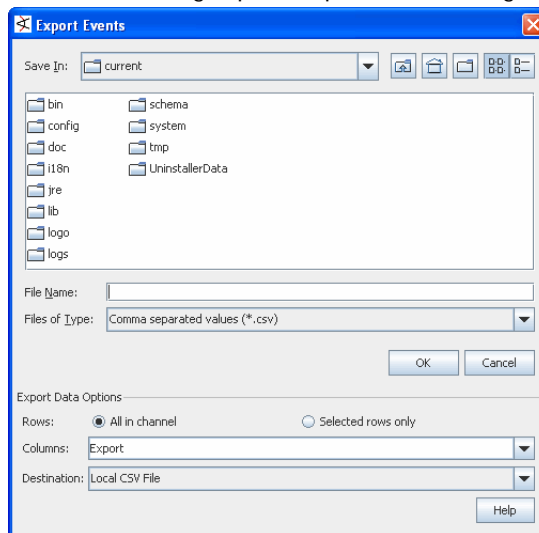 Export Events
Save In: current
bin schema
config system
doc tmp
i18n UninstallerData
jre
lib
logo
logs
File Name:
Files of Type: Comma separated values (*.csv)
OK Cancel
Export Data Options
Rows: All in channel Selected rows only
Columns: Export
Destination: Local CSV File
Help